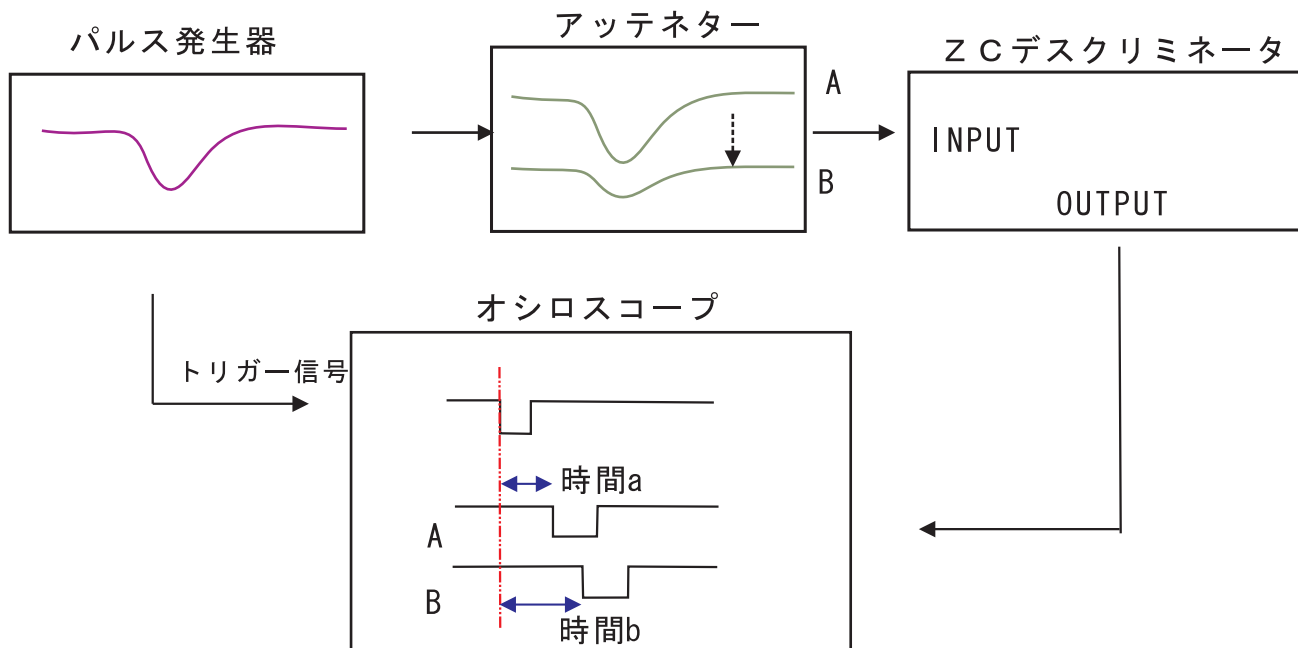 パルス発生器
アッテネター
ＺＣデスクリミネータ
A
B
INPUT
OUTPUT
オシロスコープ
トリガー信号
時間a
A
B
時間b